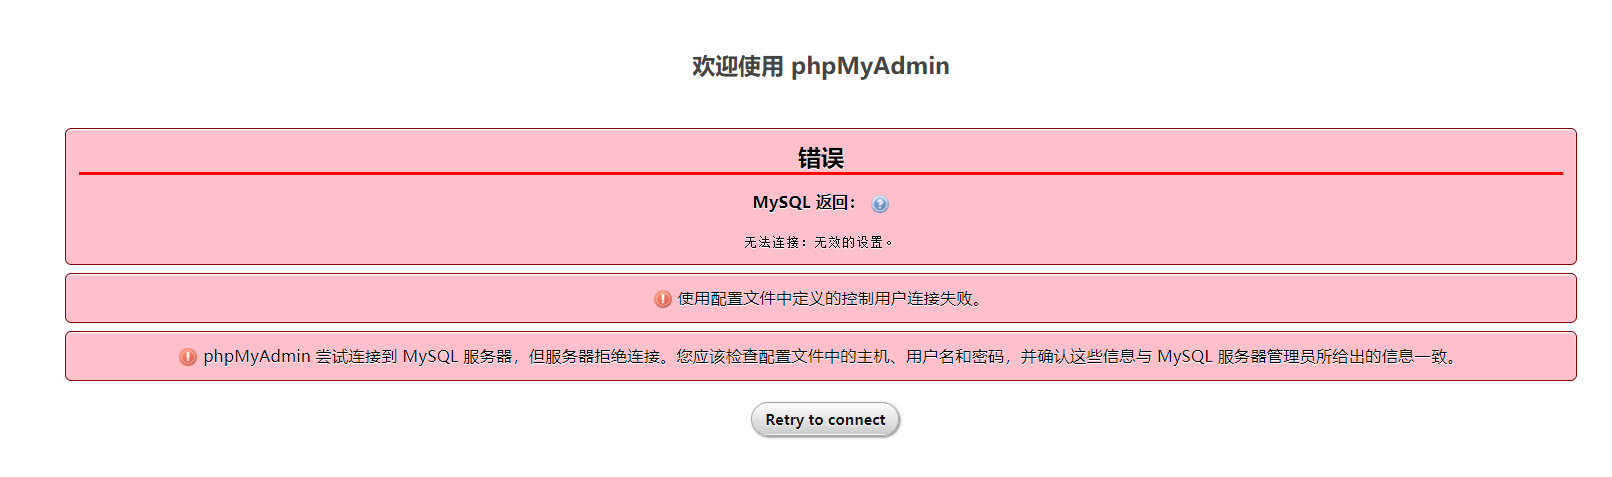 欢迎使用 phpMyAdmin
错误
MySQL 返回：
无法连接：无效的设置。
使用配置文件中定义的控制用户连接失败。
phpMyAdmin 尝试连接到 MySQL 服务器，但服务器拒绝连接。您应该检查配置文件中的主机、用户名和密码，并确认这些信息与 MySQL 服务器管理员所给出的信息一致。
Retry to connect